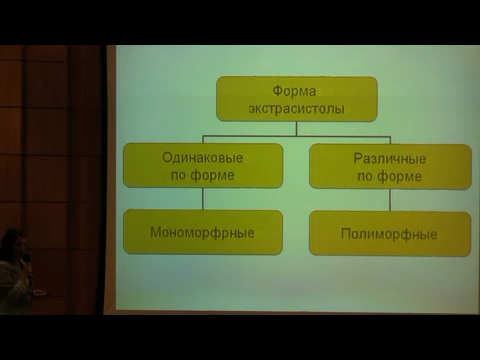 Форма
экстрасистолы
Одинаковые
по форме
Различные
по форме
Мономорфрные
Полиморфные